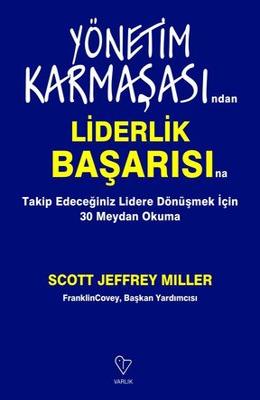 YÖNETİM
KARMAŞASIndan
LİDERLİK
BAŞARISIna
Takip Edeceğiniz Lidere Dönüşmek İçin
30 Meydan Okuma
SCOTT JEFFREY MILLER
FranklinCovey, Başkan Yardımcısı
VARLIK